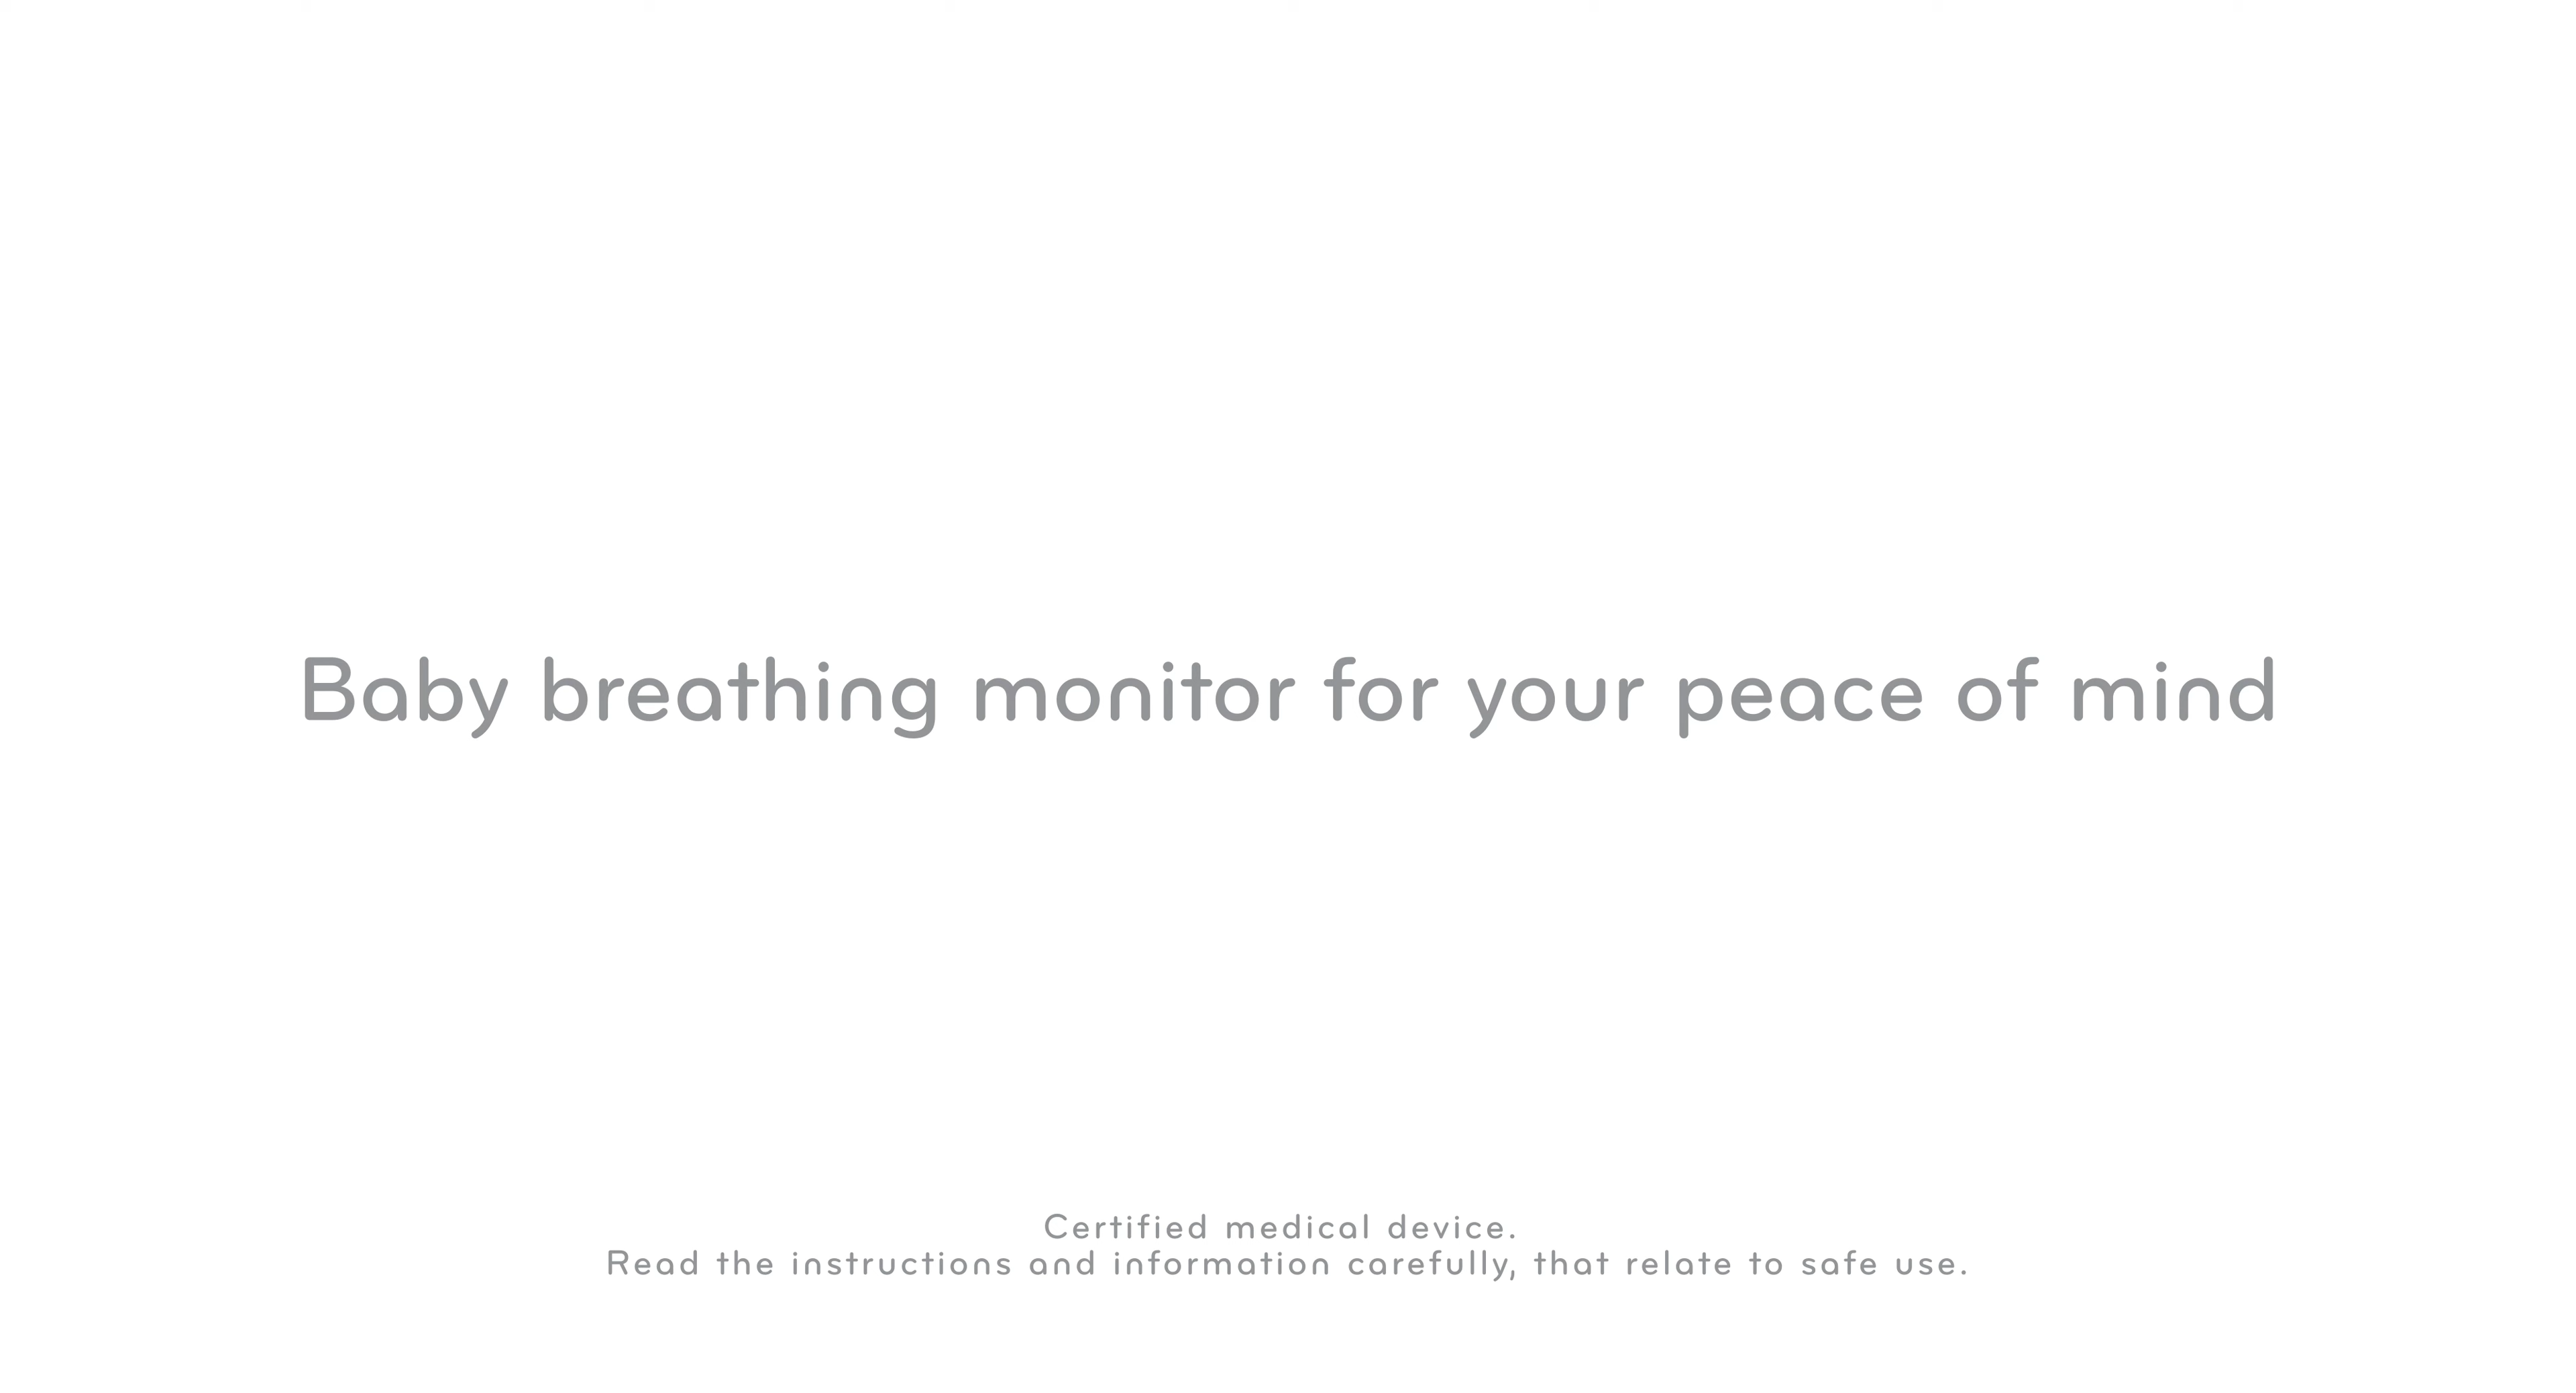 Baby breathing monitor for your peace of mind
Certified medical device.
Read the instructions and information carefully, that relate to safe use.